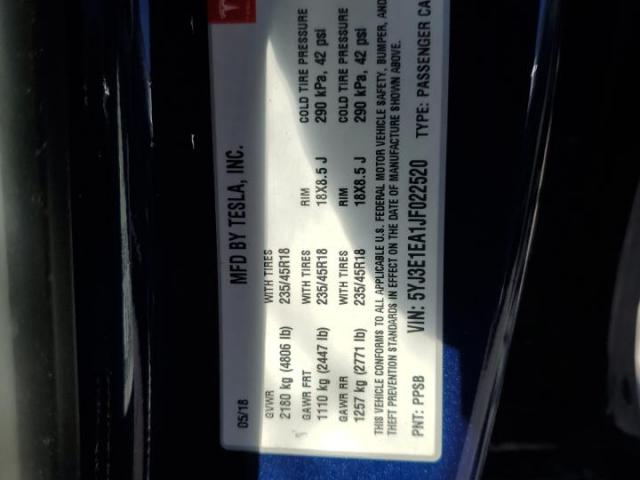 MFD BY TESLA, INC.
05/18
GVWR
2180 kg (4806 lb)
WITH TIRES
235/45R18
GAWR FRT
1110 kg (2447 lb)
WITH TIRES
235/45R18
RIM
18X8.5 J
COLD TIRE PRESSURE
290 kPa, 42 psi
GAWR RR
1257 kg (2771 lb)
WITH TIRES
235/45R18
RIM
18X8.5 J
COLD TIRE PRESSURE
290 kPa, 42 psi
THIS VEHICLE CONFORMS TO ALL APPLICABLE U.S. FEDERAL MOTOR VEHICLE SAFETY, BUMPER, AND
THEFT PREVENTION STANDARDS IN EFFECT ON THE DATE OF MANUFACTURE SHOWN ABOVE.
PNT: PPSB VIN: 5YJ3E1EA1JF022520 TYPE: PASSENGER CA